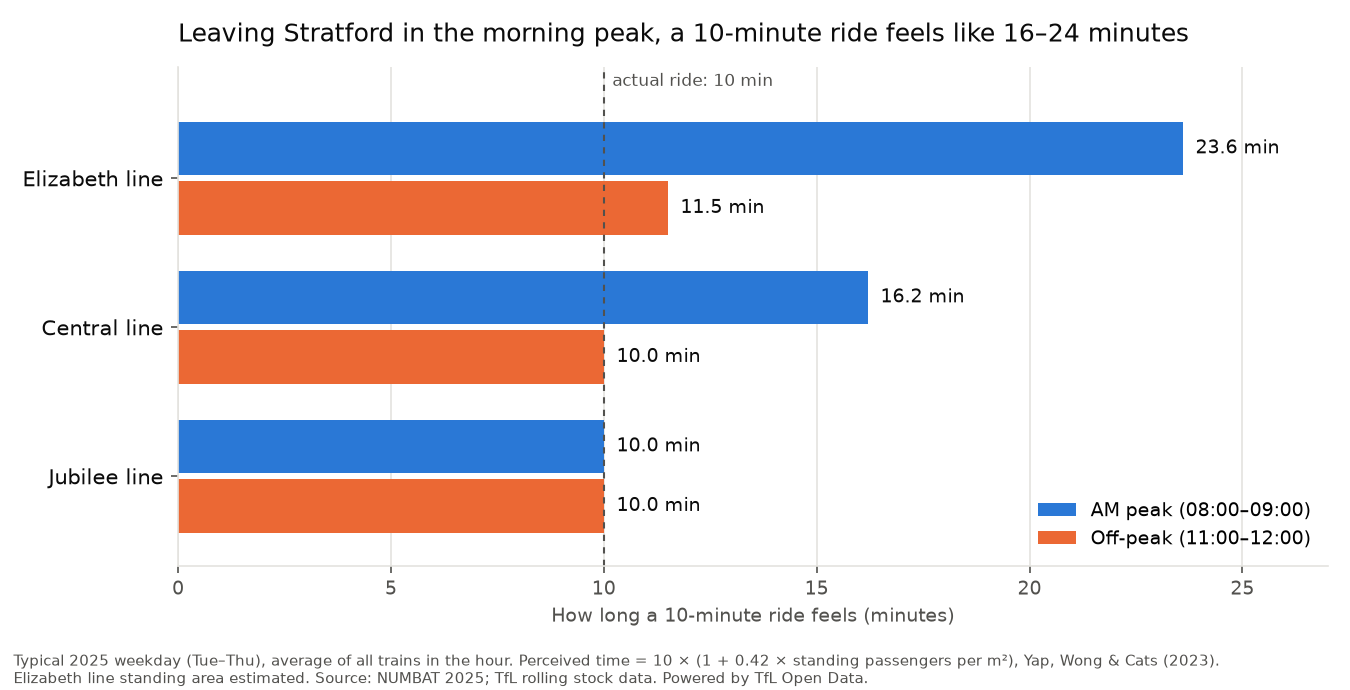 Leaving Stratford in the morning peak, a 10-minute ride feels like 16–24 minutes
actual ride: 10 min
Elizabeth line
23.6 min
11.5 min
Central line
16.2 min
10.0 min
Jubilee line
10.0 min
10.0 min
AM peak (08:00–09:00)
Off-peak (11:00–12:00)
0 5 10 15 20 25
How long a 10-minute ride feels (minutes)
Typical 2025 weekday (Tue–Thu), average of all trains in the hour. Perceived time = 10 × (1 + 0.42 × standing passengers per m²), Yap, Wong & Cats (2023).
Elizabeth line standing area estimated. Source: NUMBAT 2025; TfL rolling stock data. Powered by TfL Open Data.